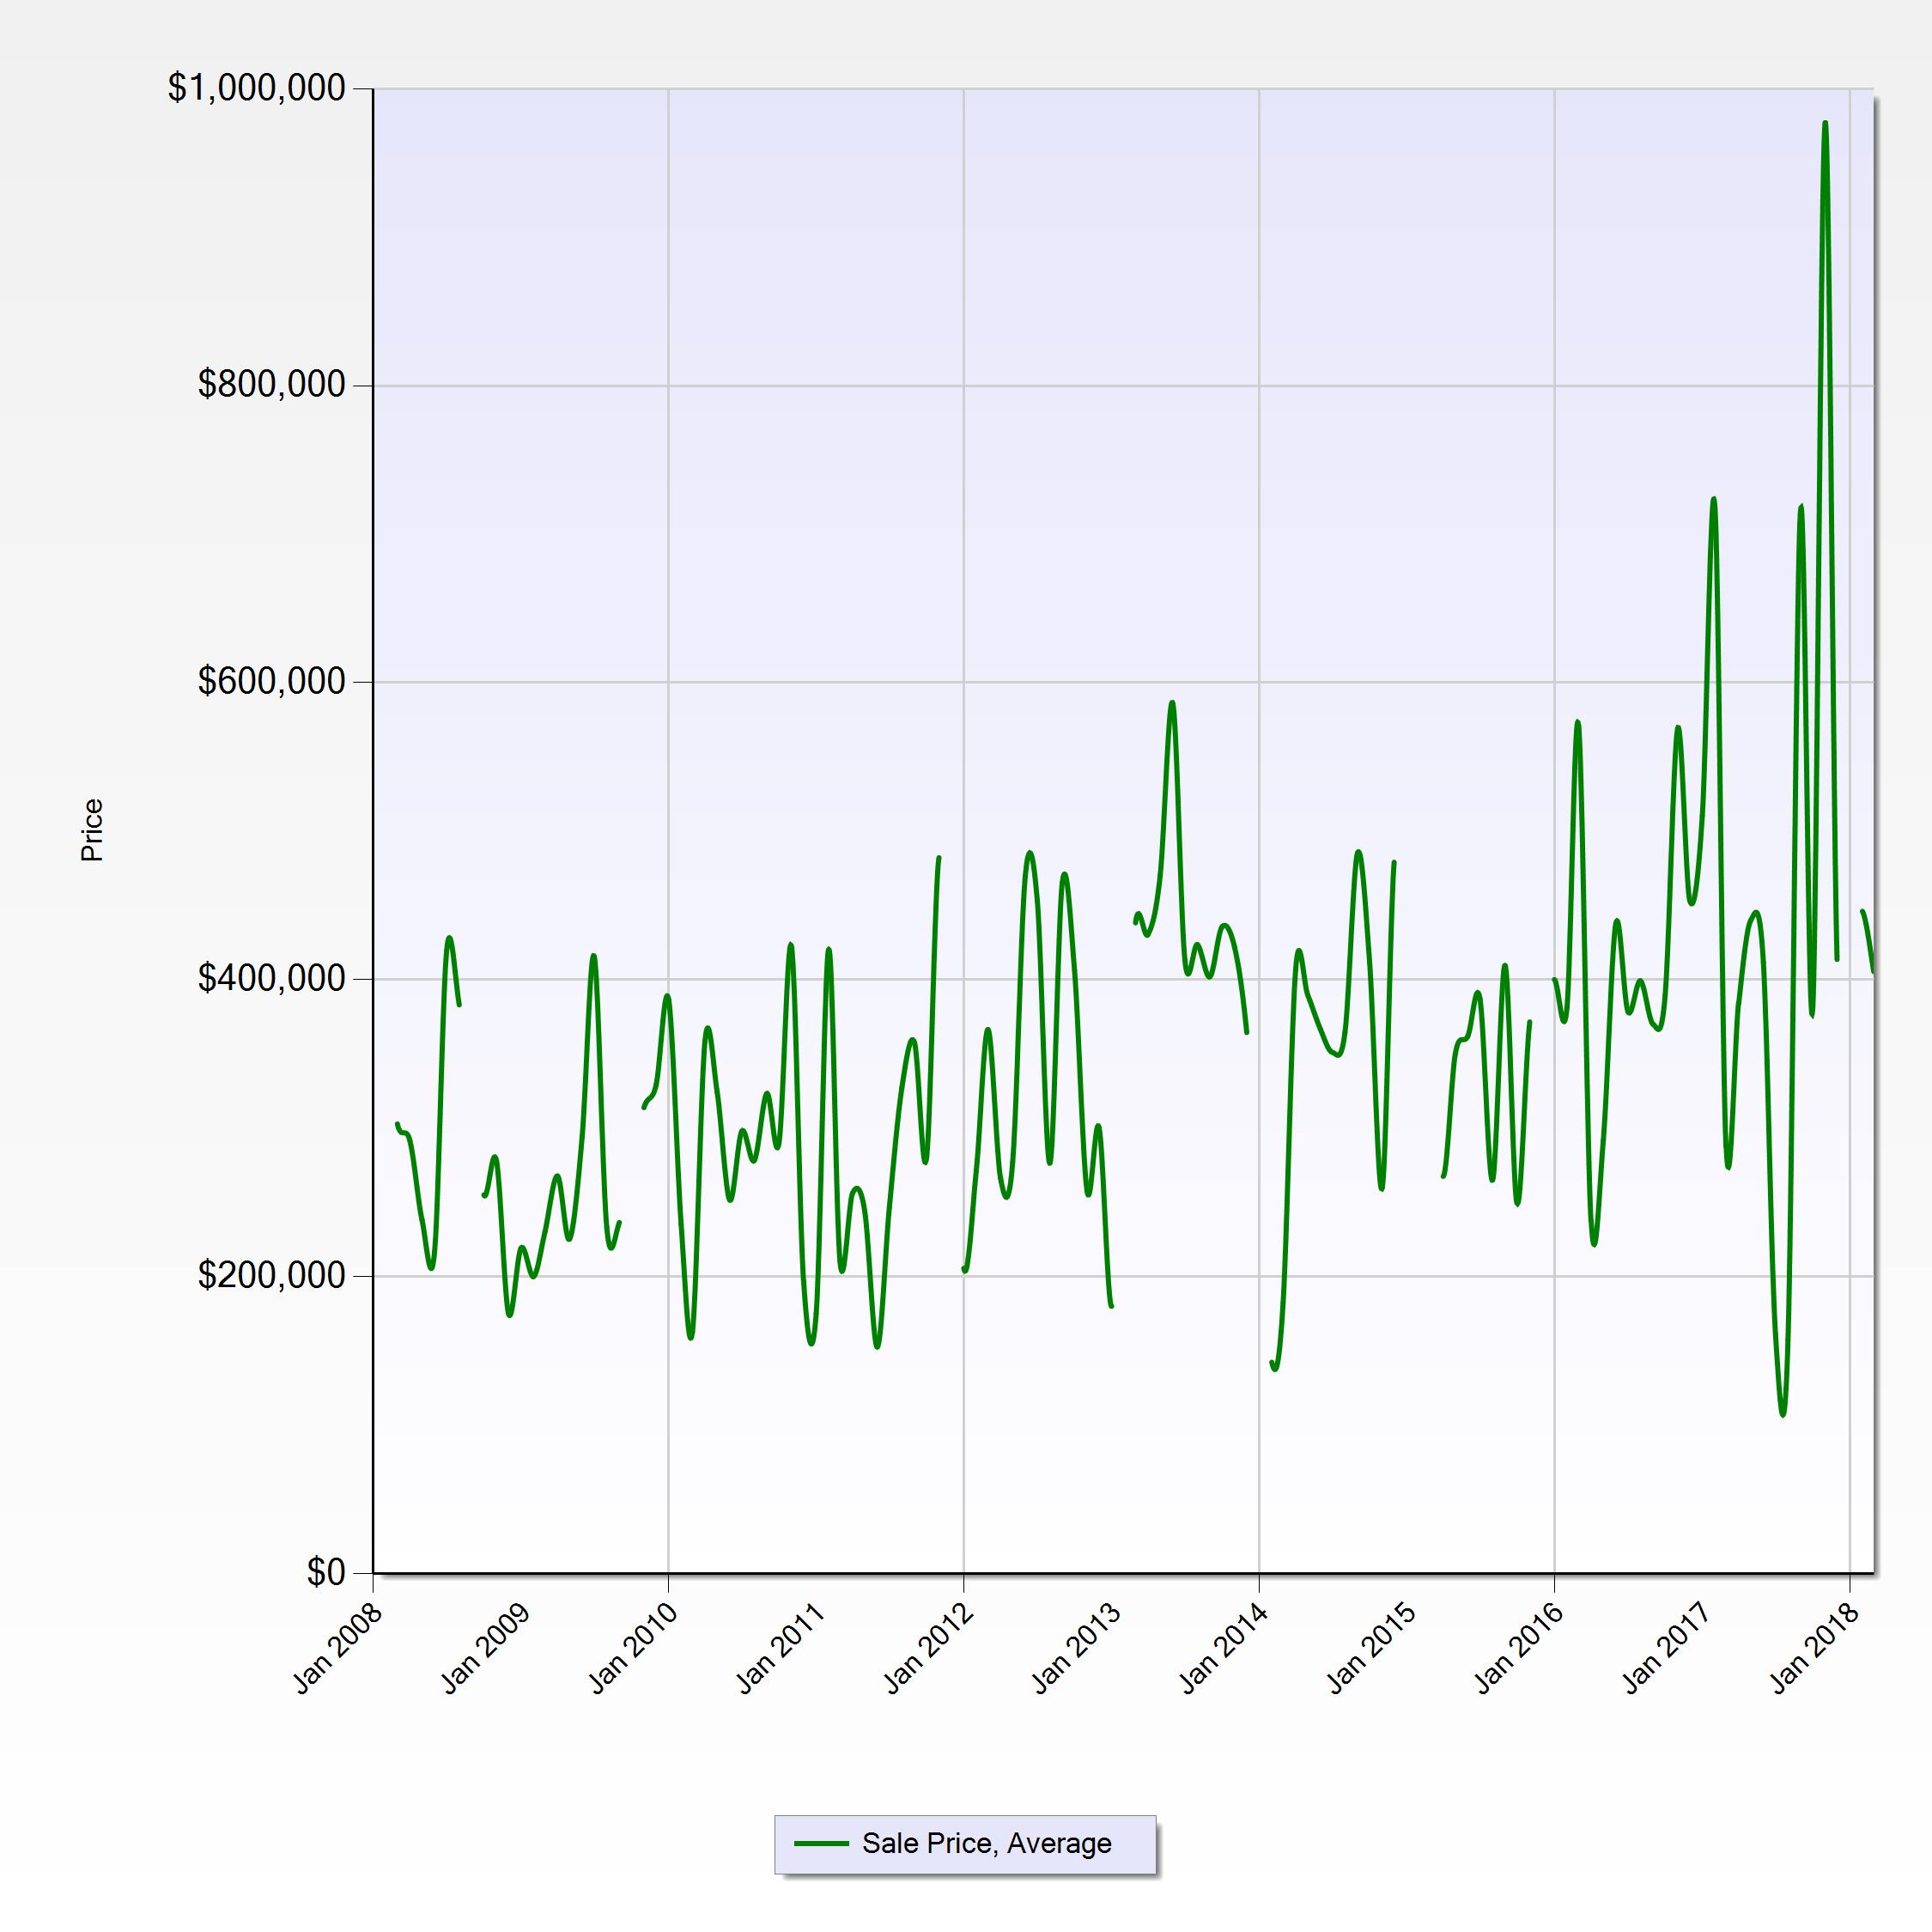 $1,000,000
$800,000
$600,000
$400,000
$200,000
$0
Price
Jan 2008
Jan 2009
Jan 2010
Jan 2011
Jan 2012
Jan 2013
Jan 2014
Jan 2015
Jan 2016
Jan 2017
Jan 2018
Sale Price, Average